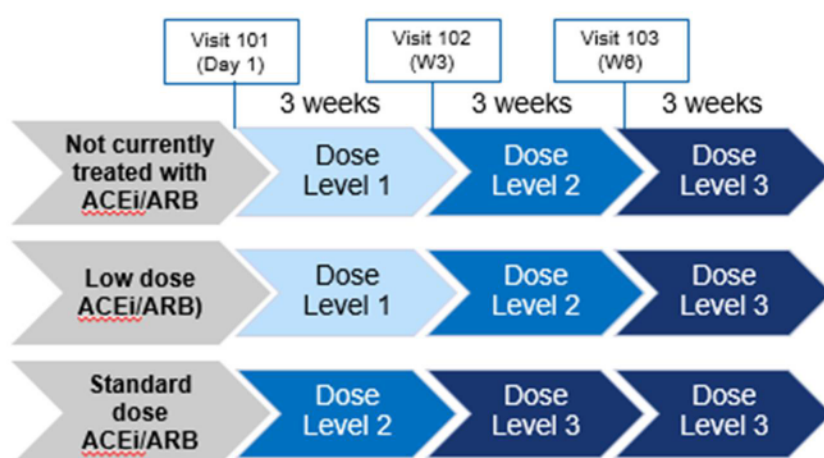 Visit 101
(Day 1)
Visit 102
(W3)
Visit 103
(W6)
3 weeks
3 weeks
3 weeks
Not currently
treated with
ACEi/ARB
Dose
Level 1
Dose
Level 2
Dose
Level 3
Low dose
ACEi/ARB)
Dose
Level 1
Dose
Level 2
Dose
Level 3
Standard
dose
ACEi/ARB
Dose
Level 2
Dose
Level 3
Dose
Level 3